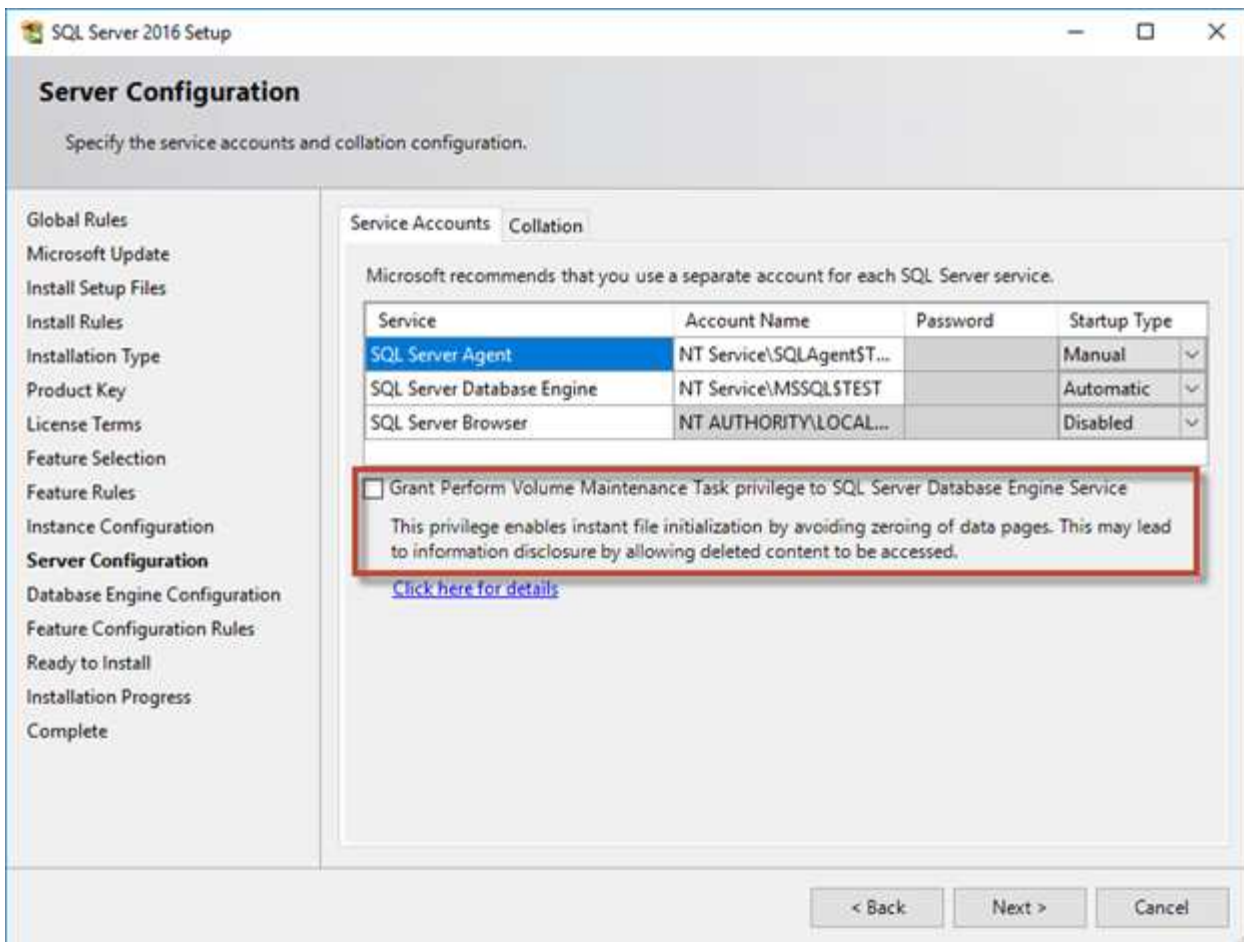 SQL Server 2016 Setup
Server Configuration
Specify the service accounts and collation configuration.
Global Rules
Microsoft Update
Install Setup Files
Install Rules
Installation Type
Product Key
License Terms
Feature Selection
Feature Rules
Instance Configuration
Server Configuration
Database Engine Configuration
Feature Configuration Rules
Ready to Install
Installation Progress
Complete
Service Accounts Collation
Microsoft recommends that you use a separate account for each SQL Server service.
Service Account Name Password Startup Type
SQL Server Agent NT Service\SQLAgent$T... Manual
SQL Server Database Engine NT Service\MSSQL$TEST Automatic
SQL Server Browser NT AUTHORITY\LOCAL... Disabled
Grant Perform Volume Maintenance Task privilege to SQL Server Database Engine Service
This privilege enables instant file initialization by avoiding zeroing of data pages. This may lead
to information disclosure by allowing deleted content to be accessed.
Click here for details
< Back Next > Cancel